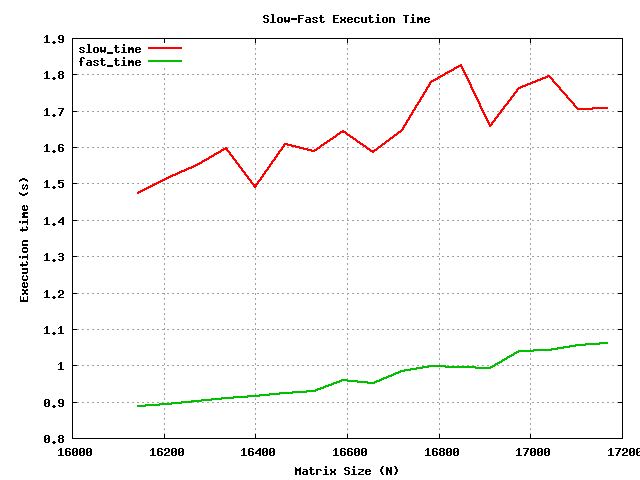 Slow-Fast Execution Time
slow_time
fast_time
1.9
1.8
1.7
1.6
1.5
1.4
1.3
1.2
1.1
1
0.9
0.8
Execution time (s)
16000 16200 16400 16600 16800 17000 17200
Matrix Size (N)